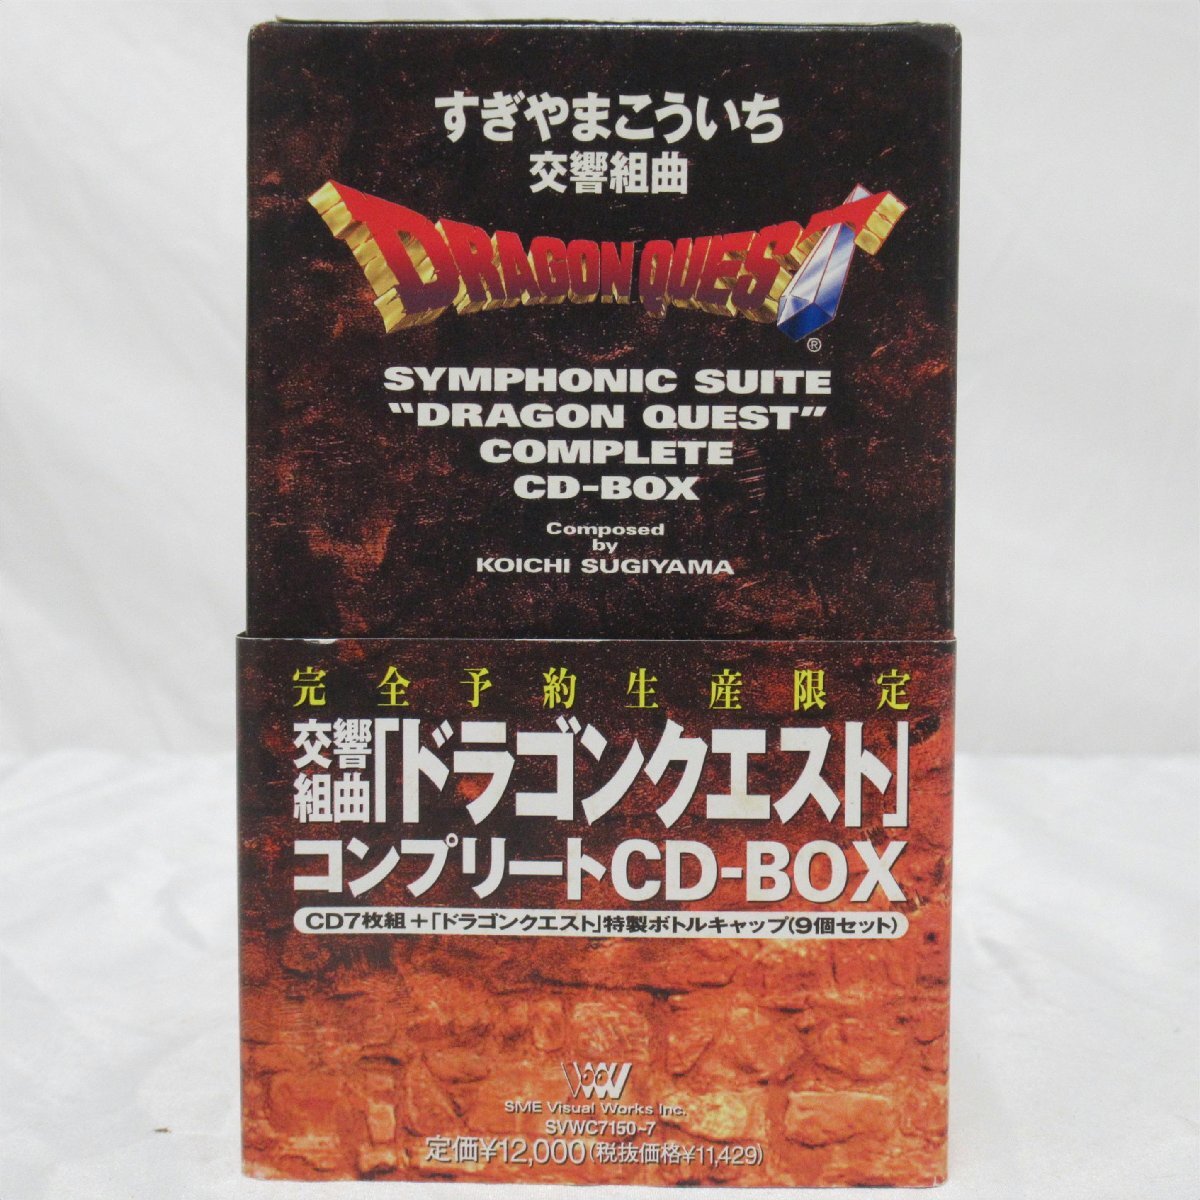 すぎやまこういち
交響組曲
DRAGON QUEST
®
SYMPHONIC SUITE
"DRAGON QUEST"
COMPLETE
CD-BOX
Composed
by
KOICHI SUGIYAMA
完全予約生産限定
交響組曲「ドラゴンクエスト」
コンプリートCD-BOX
CD7枚組+「ドラゴンクエスト」特製ボトルキャップ(9個セット)
SME Visual Works Inc.
SVWC7150~7
定価¥12,000(税抜価格¥11,429)